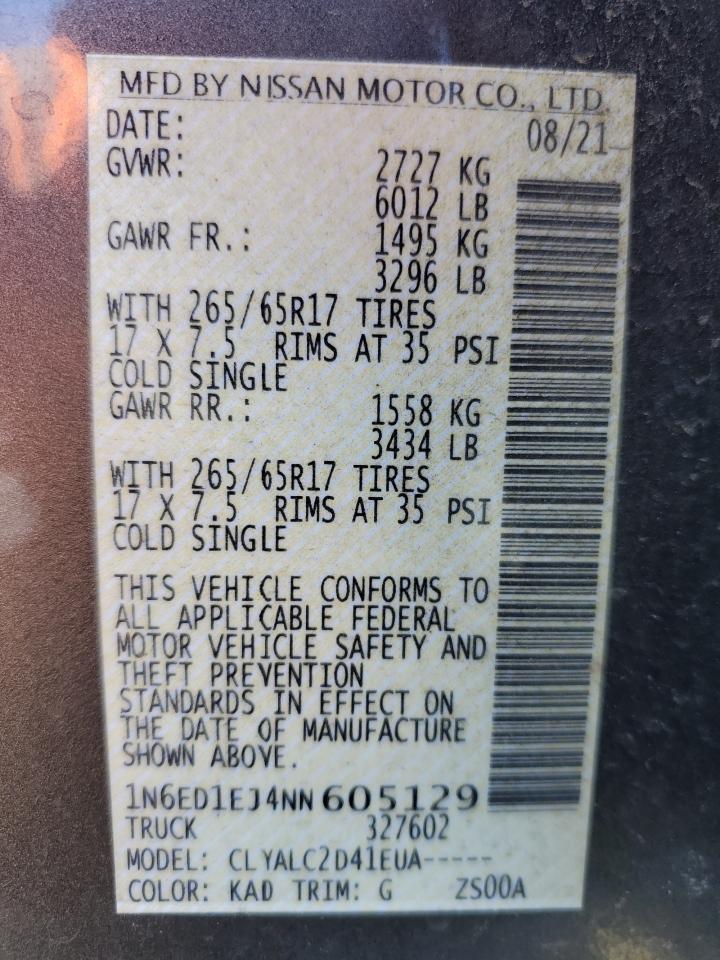 MFD BY NISSAN MOTOR CO., LTD.
DATE: 08/21
GVWR: 2727 KG
6012 LB
GAWR FR.: 1495 KG
3296 LB
WITH 265/65R17 TIRES
17 X 7.5 RIMS AT 35 PSI
COLD SINGLE
GAWR RR.: 1558 KG
3434 LB
WITH 265/65R17 TIRES
17 X 7.5 RIMS AT 35 PSI
COLD SINGLE
THIS VEHICLE CONFORMS TO
ALL APPLICABLE FEDERAL
MOTOR VEHICLE SAFETY AND
THEFT PREVENTION
STANDARDS IN EFFECT ON
THE DATE OF MANUFACTURE
SHOWN ABOVE.
1N6ED1EJ4NN605129
TRUCK 327602
MODEL: CLYALC2D41EUA-----
COLOR: KAD TRIM: G ZS00A